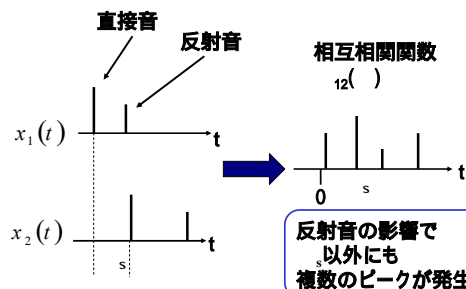 直接音
反射音
x₁(t)
t
x₂(t)
t
s
相互相関関数
₁₂( )
t
0
s
反射音の影響で
s以外にも
複数のピークが発生